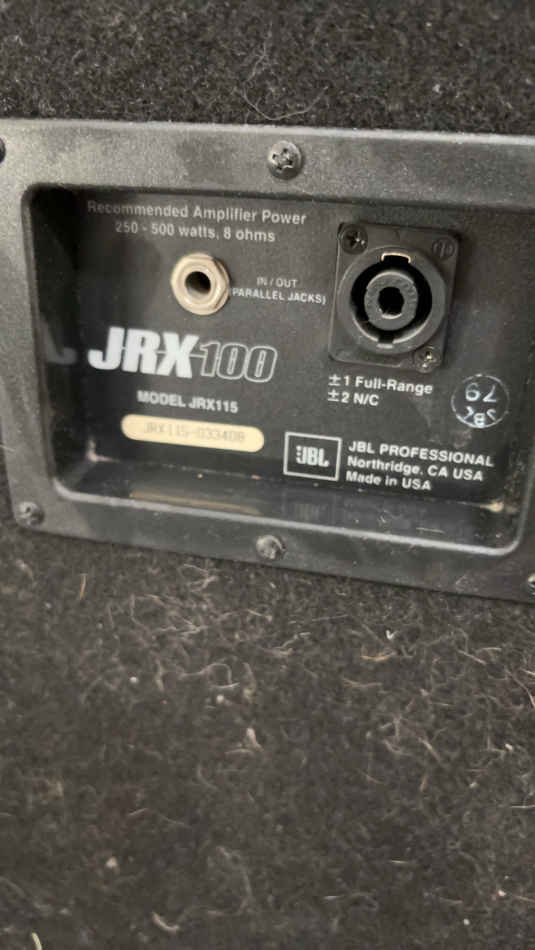 Recommended Amplifier Power
250 - 500 watts, 8 ohms
IN / OUT
(PARALLEL JACKS)
JRX100
MODEL JRX115
JRX115-033408
±1 Full-Range
±2 N/C
JBL
JBL PROFESSIONAL
Northridge, CA USA
Made in USA